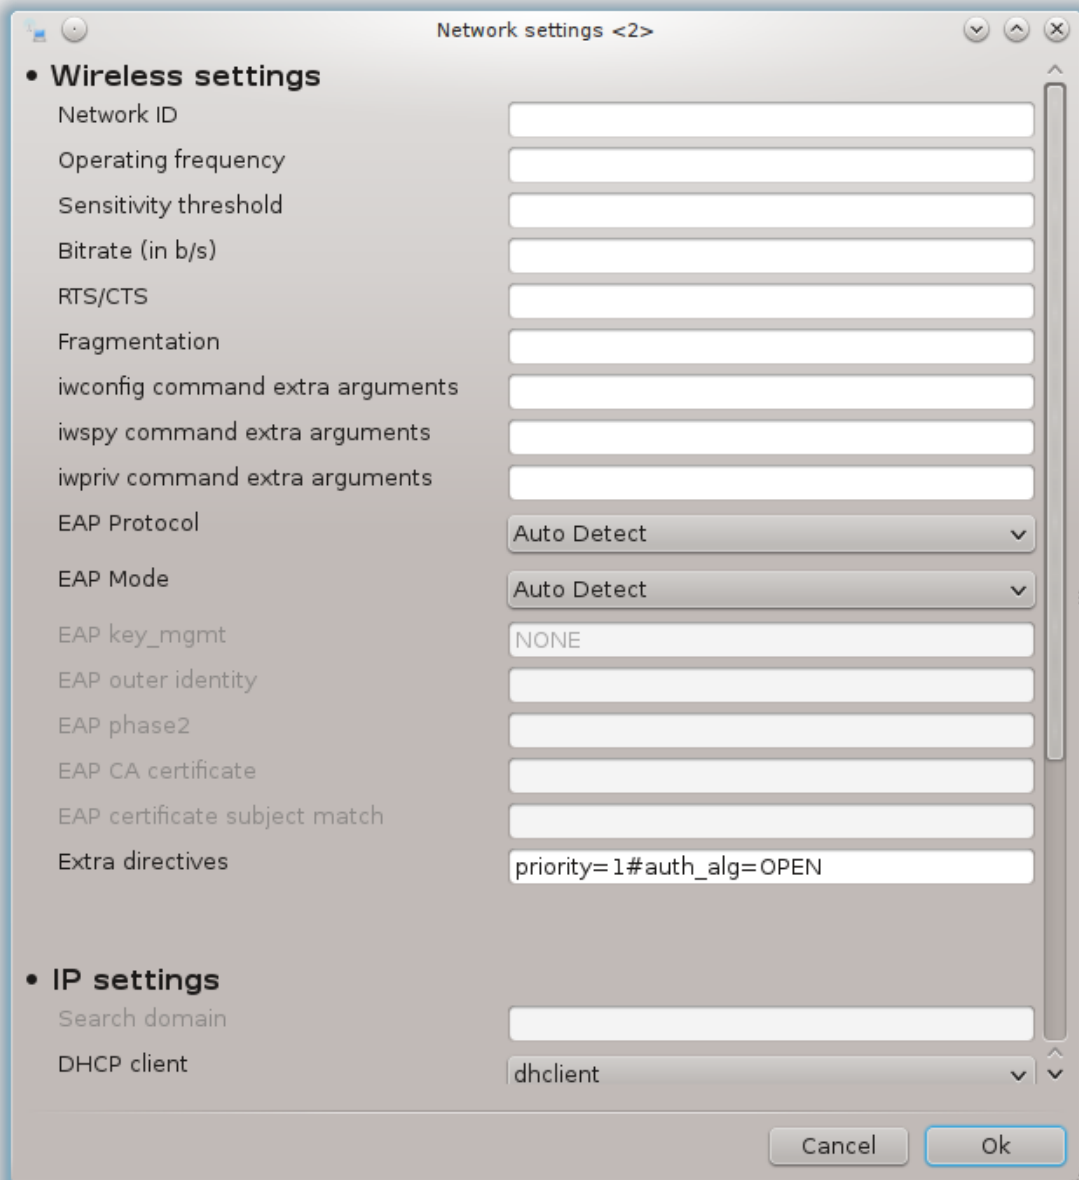 Network settings <2>
• Wireless settings
Network ID
Operating frequency
Sensitivity threshold
Bitrate (in b/s)
RTS/CTS
Fragmentation
iwconfig command extra arguments
iwspy command extra arguments
iwpriv command extra arguments
EAP Protocol Auto Detect
EAP Mode Auto Detect
EAP key_mgmt NONE
EAP outer identity
EAP phase2
EAP CA certificate
EAP certificate subject match
Extra directives priority=1#auth_alg=OPEN
• IP settings
Search domain
DHCP client dhclient
Cancel Ok